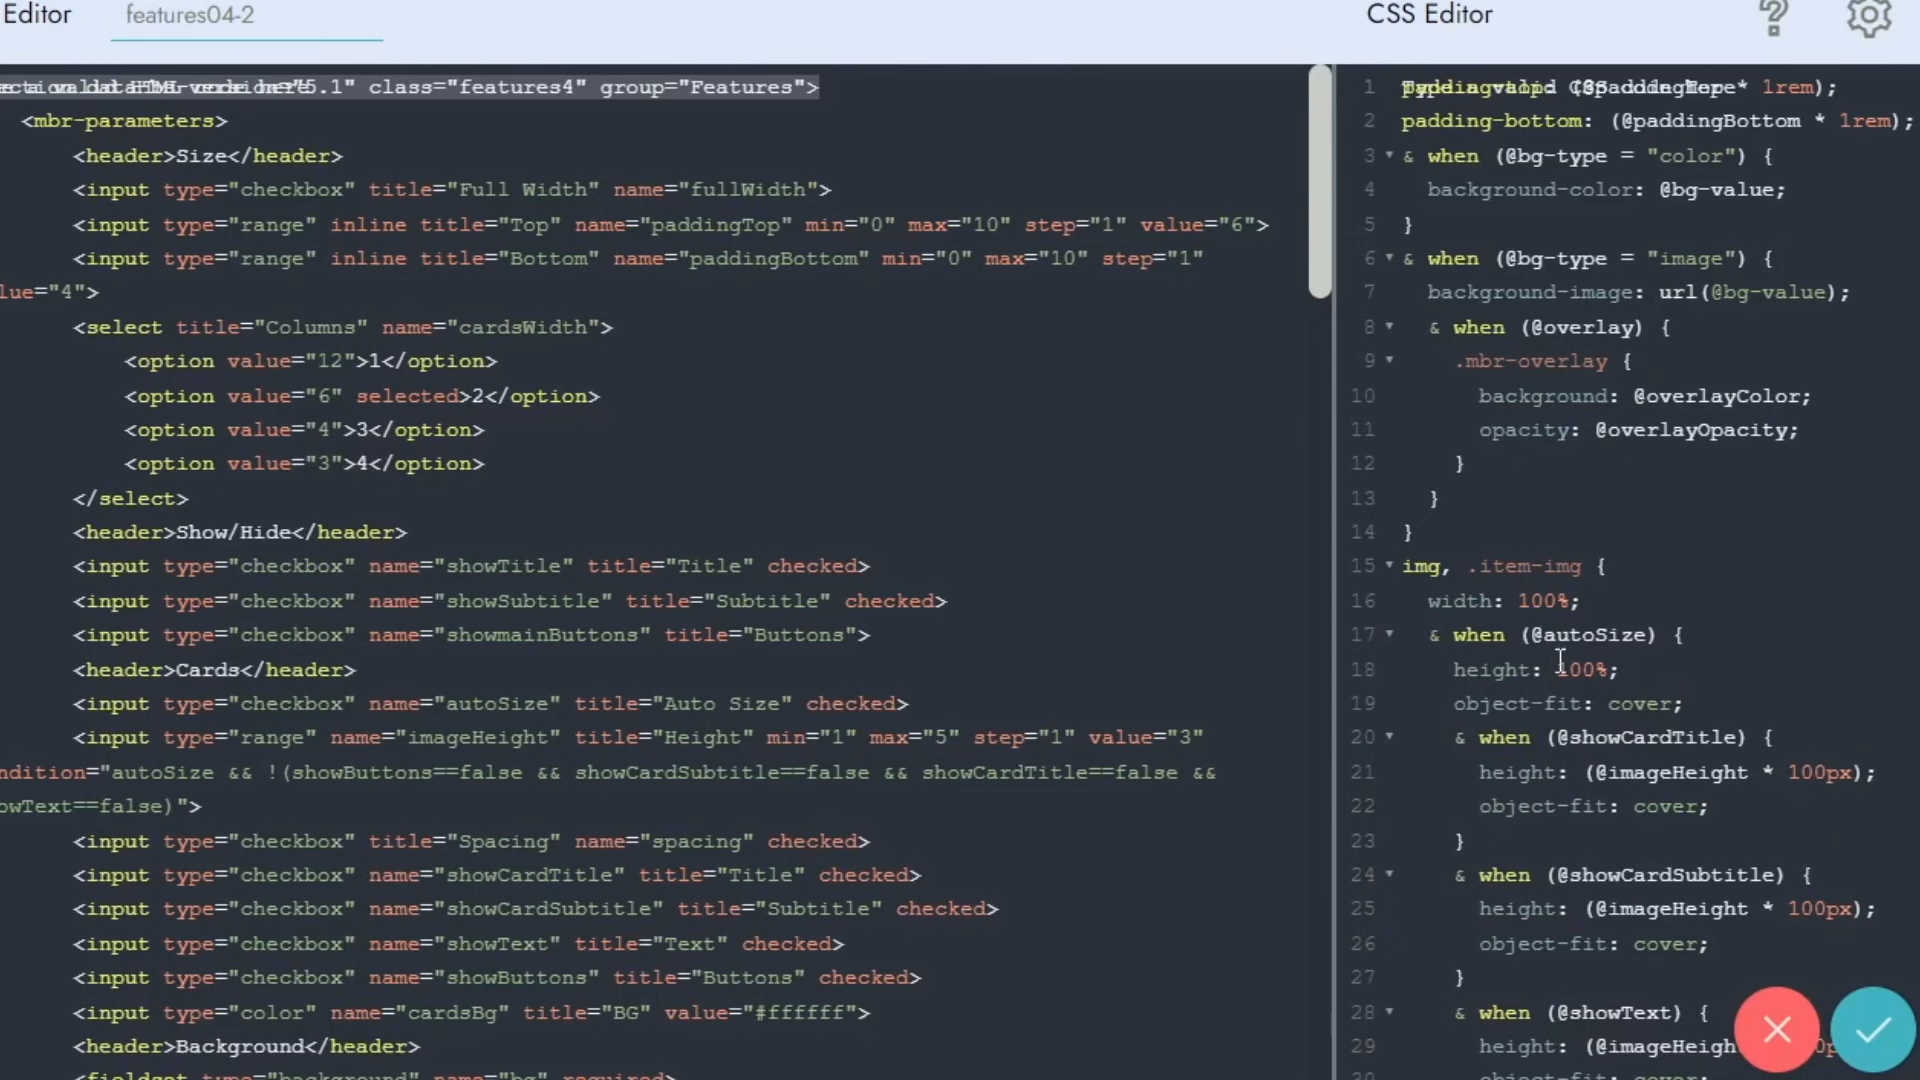 Editor
features04-2
CSS Editor
class="features4" group="Features">
<mbr-parameters>
<header>Size</header>
<input type="checkbox" title="Full Width" name="fullWidth">
<input type="range" inline title="Top" name="paddingTop" min="0" max="10" step="1" value="6">
<input type="range" inline title="Bottom" name="paddingBottom" min="0" max="10" step="1"
lue="4">
<select title="Columns" name="cardsWidth">
<option value="12">1</option>
<option value="6" selected>2</option>
<option value="4">3</option>
<option value="3">4</option>
</select>
<header>Show/Hide</header>
<input type="checkbox" name="showTitle" title="Title" checked>
<input type="checkbox" name="showSubtitle" title="Subtitle" checked>
<input type="checkbox" name="showmainButtons" title="Buttons">
<header>Cards</header>
<input type="checkbox" name="autoSize" title="Auto Size" checked>
<input type="range" name="imageHeight" title="Height" min="1" max="5" step="1" value="3"
ndition="autoSize && !(showButtons==false && showCardSubtitle==false && showCardTitle==false &&
owText==false)">
<input type="checkbox" title="Spacing" name="spacing" checked>
<input type="checkbox" name="showCardTitle" title="Title" checked>
<input type="checkbox" name="showCardSubtitle" title="Subtitle" checked>
<input type="checkbox" name="showText" title="Text" checked>
<input type="checkbox" name="showButtons" title="Buttons" checked>
<input type="color" name="cardsBg" title="BG" value="#ffffff">
<header>Background</header>
<fieldset type="background" name="bg" required>
1 * 1rem);
2 padding-bottom: (@paddingBottom * 1rem);
3 & when (@bg-type = "color") {
4 background-color: @bg-value;
5 }
6 & when (@bg-type = "image") {
7 background-image: url(@bg-value);
8 & when (@overlay) {
9 .mbr-overlay {
10 background: @overlayColor;
11 opacity: @overlayOpacity;
12 }
13 }
14 }
15 img, .item-img {
16 width: 100%;
17 & when (@autoSize) {
18 height: 100%;
19 object-fit: cover;
20 & when (@showCardTitle) {
21 height: (@imageHeight * 100px);
22 object-fit: cover;
23 }
24 & when (@showCardSubtitle) {
25 height: (@imageHeight * 100px);
26 object-fit: cover;
27 }
28 & when (@showText) {
29 height: (@imageHeigh
30 object-fit: cover;